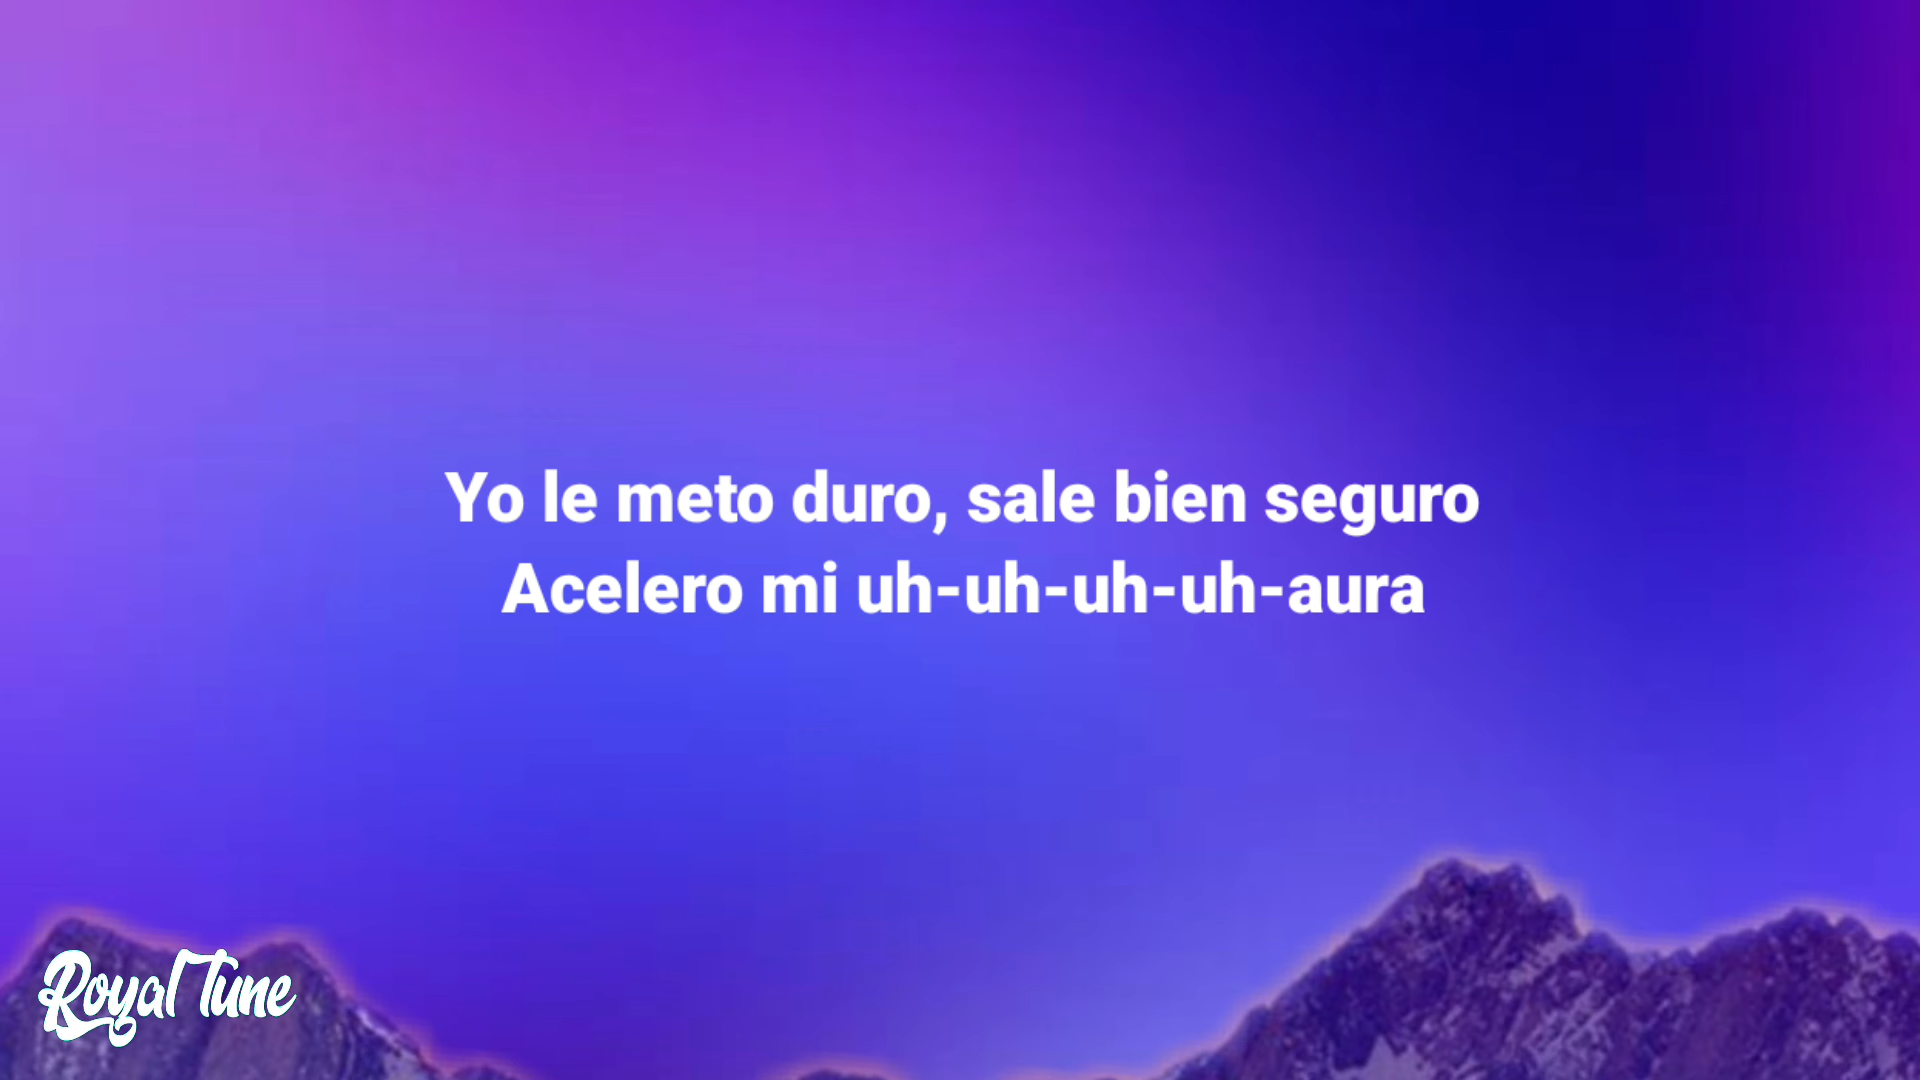 Yo le meto duro, sale bien seguro
Acelero mi uh-uh-uh-uh-aura
Royal Tune